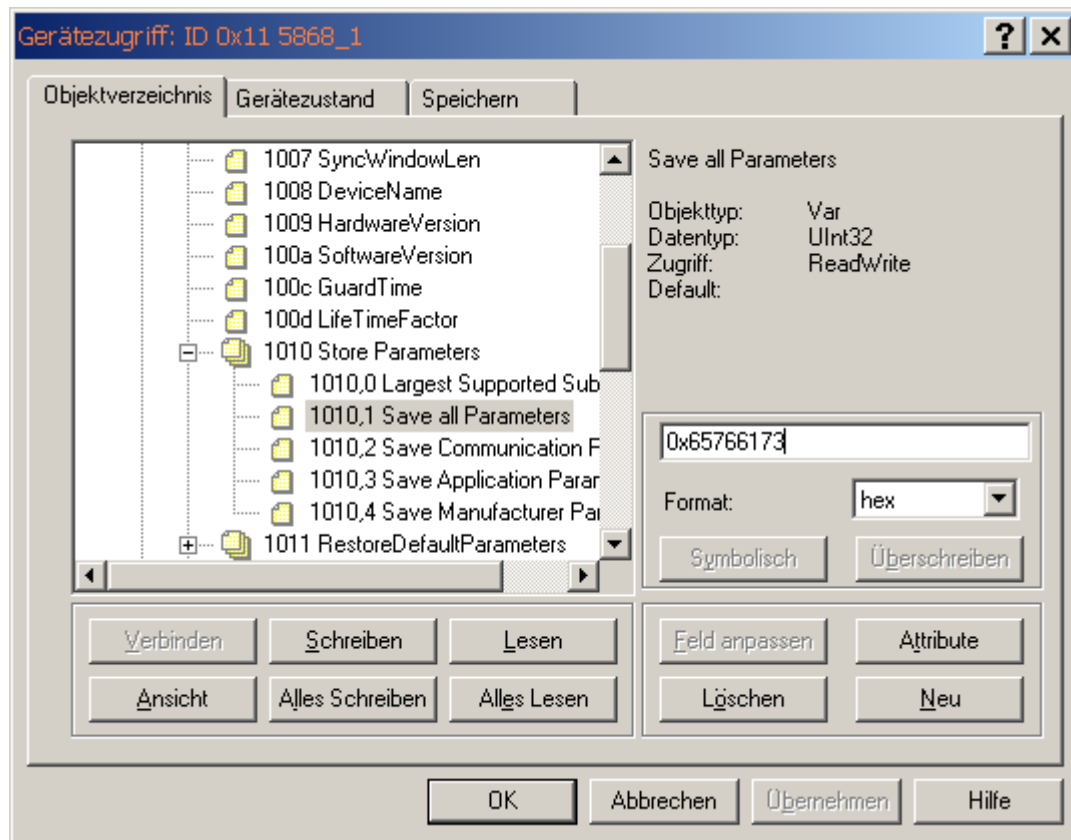 Gerätezugriff: ID 0x11 5868_1
Objektverzeichnis Gerätezustand Speichern
1007 SyncWindowLen
1008 DeviceName
1009 HardwareVersion
100a SoftwareVersion
100c GuardTime
100d LifeTimeFactor
1010 Store Parameters
1010,0 Largest Supported Sub
1010,1 Save all Parameters
1010,2 Save Communication F
1010,3 Save Application Parar
1010,4 Save Manufacturer Par
1011 RestoreDefaultParameters
Save all Parameters
Objekttyp: Var
Datentyp: UInt32
Zugriff: ReadWrite
Default:
0x65766173
Format: hex
Symbolisch Überschreiben
Verbinden Schreiben Lesen
Ansicht Alles Schreiben Alles Lesen
Feld anpassen Attribute
Löschen Neu
OK Abbrechen Übernehmen Hilfe